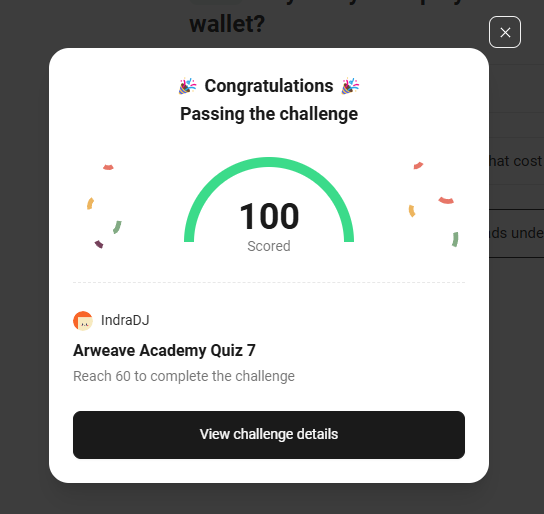 wallet?
🎉 Congratulations 🎉
Passing the challenge
hat cost
100
Scored
nds unde
IndraDJ
Arweave Academy Quiz 7
Reach 60 to complete the challenge
View challenge details